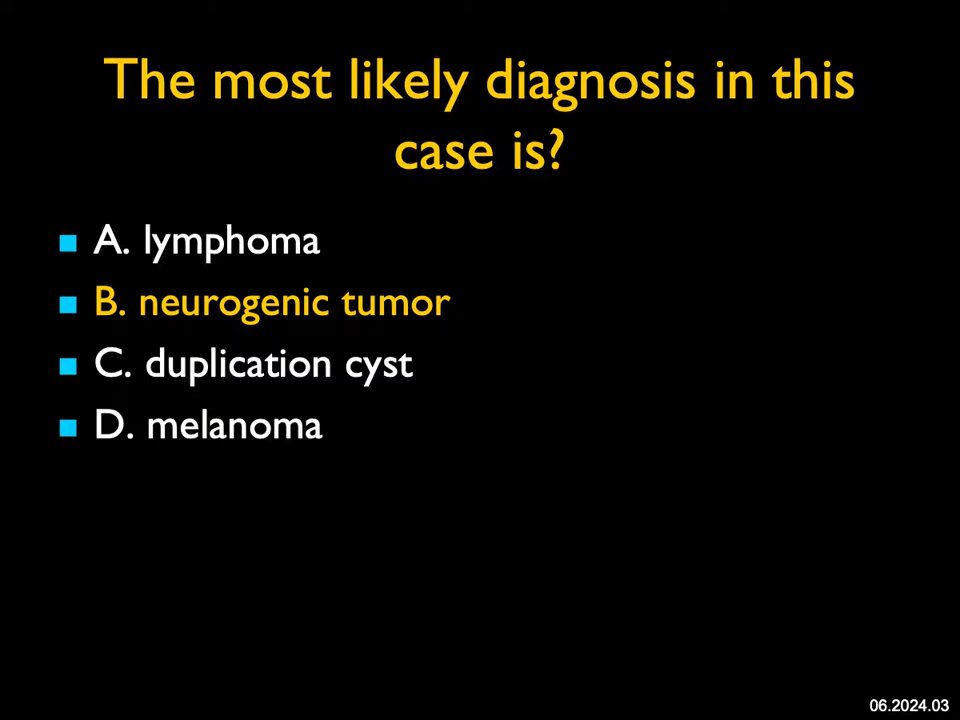 The most likely diagnosis in this
case is?
A. lymphoma
B. neurogenic tumor
C. duplication cyst
D. melanoma
06.2024.03